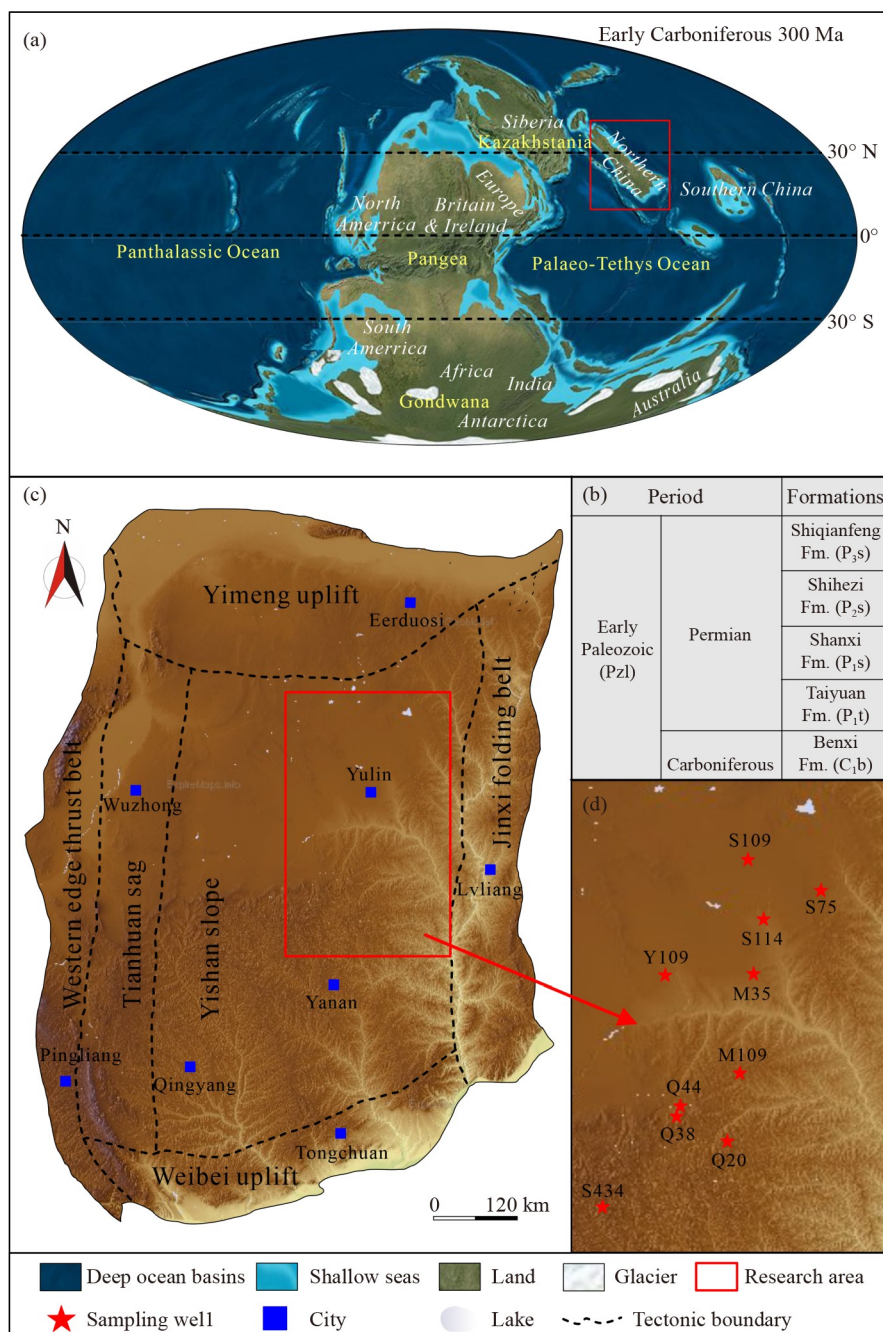 (a)
Early Carboniferous 300 Ma
Siberia
Kazakhstania
Northern
China
30° N
Europe
Southern China
North
Amerrica
Britain
& Ireland
0°
Panthalassic Ocean
Pangea
Palaeo-Tethys Ocean
30° S
South
Amerrica
Africa
India
Australia
Gondwana
Antarctica
(c)
N
Yimeng uplift
Eerduosi
Western edge thrust belt
Tianhuan sag
Yishan slope
Jinxi folding belt
Wuzhong
Yulin
Lvliang
Yanan
Pingliang
Qingyang
Tongchuan
Weibei uplift
0 120 km
(b)
Period Formations
Early
Paleozoic
(Pzl)
Permian
Shiqianfeng
Fm. (P₃s)
Shihezi
Fm. (P₂s)
Shanxi
Fm. (P₁s)
Taiyuan
Fm. (P₁t)
Carboniferous
Benxi
Fm. (C₁b)
(d)
S109
S75
S114
Y109
M35
M109
Q44
Q38
Q20
S434
Deep ocean basins Shallow seas Land Glacier Research area
Sampling wel1 City Lake Tectonic boundary